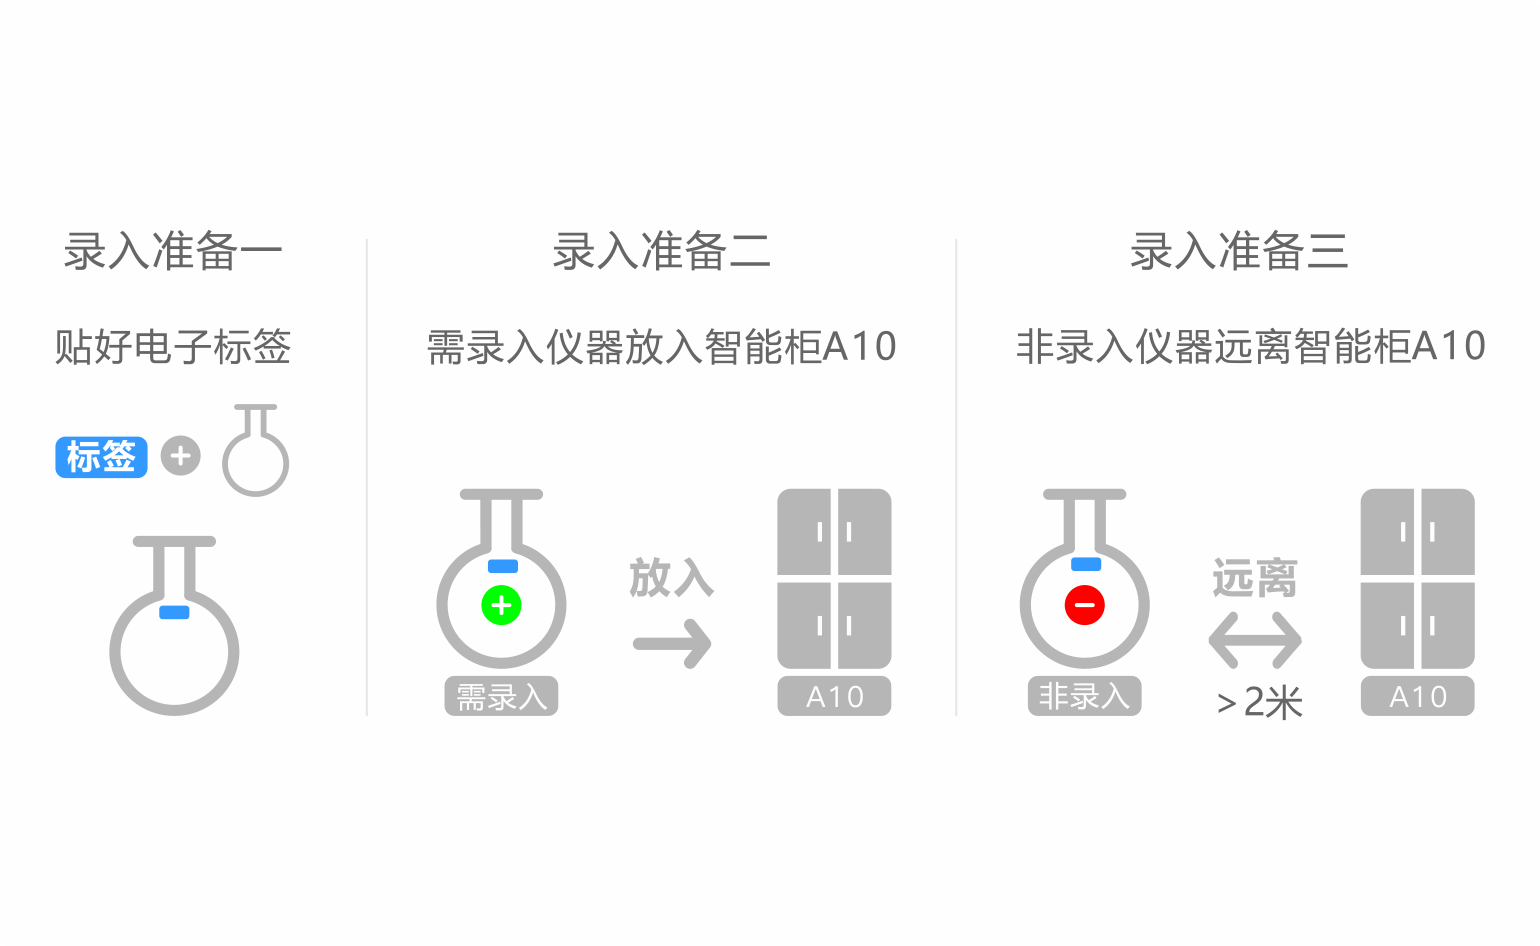 录入准备一
贴好电子标签
标签
录入准备二
需录入仪器放入智能柜A10
放入
需录入
A10
录入准备三
非录入仪器远离智能柜A10
远离
>2米
非录入
A10